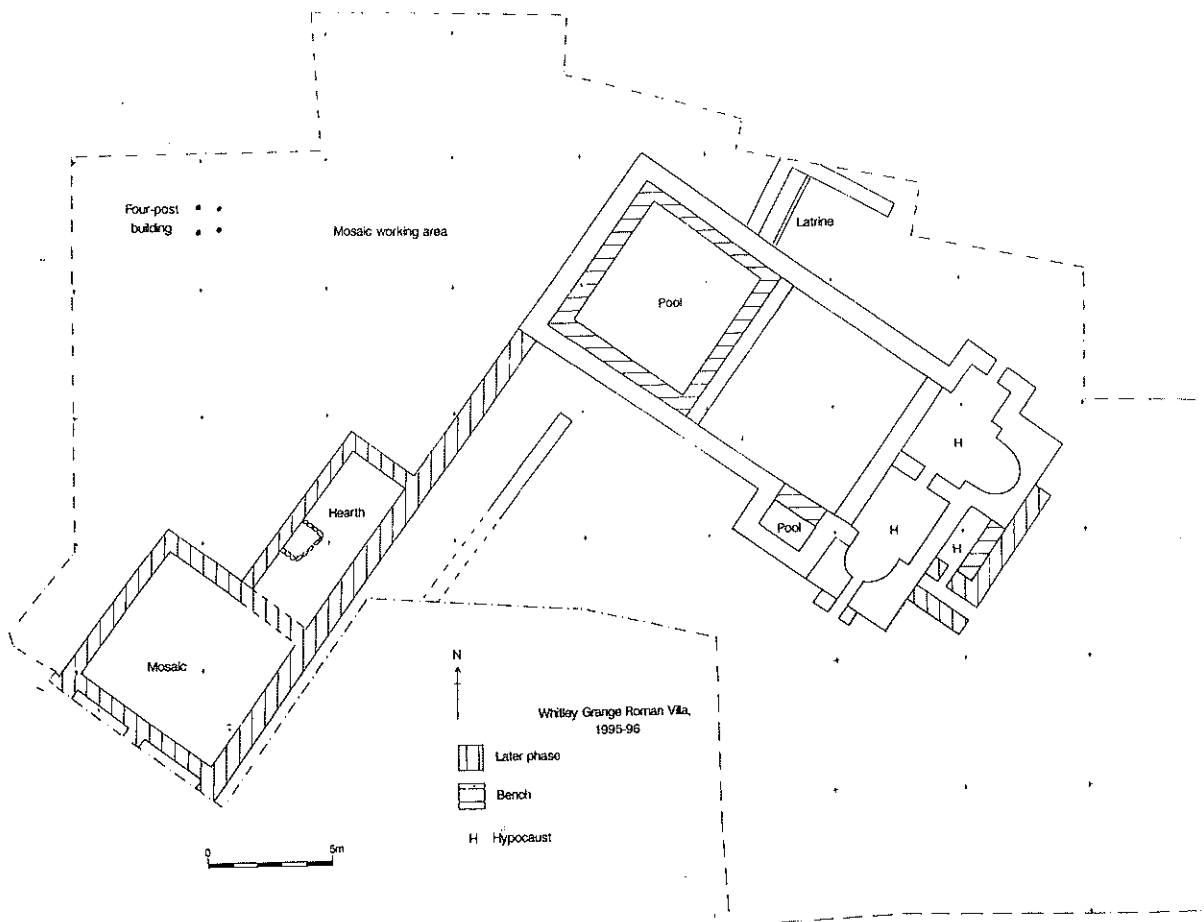 Four-post
building
Mosaic working area
Latrine
Pool
H
Hearth
Pool
H
H
Mosaic
N
Whitley Grange Roman Villa,
1995-96
Later phase
Bench
H Hypocaust
0 5m